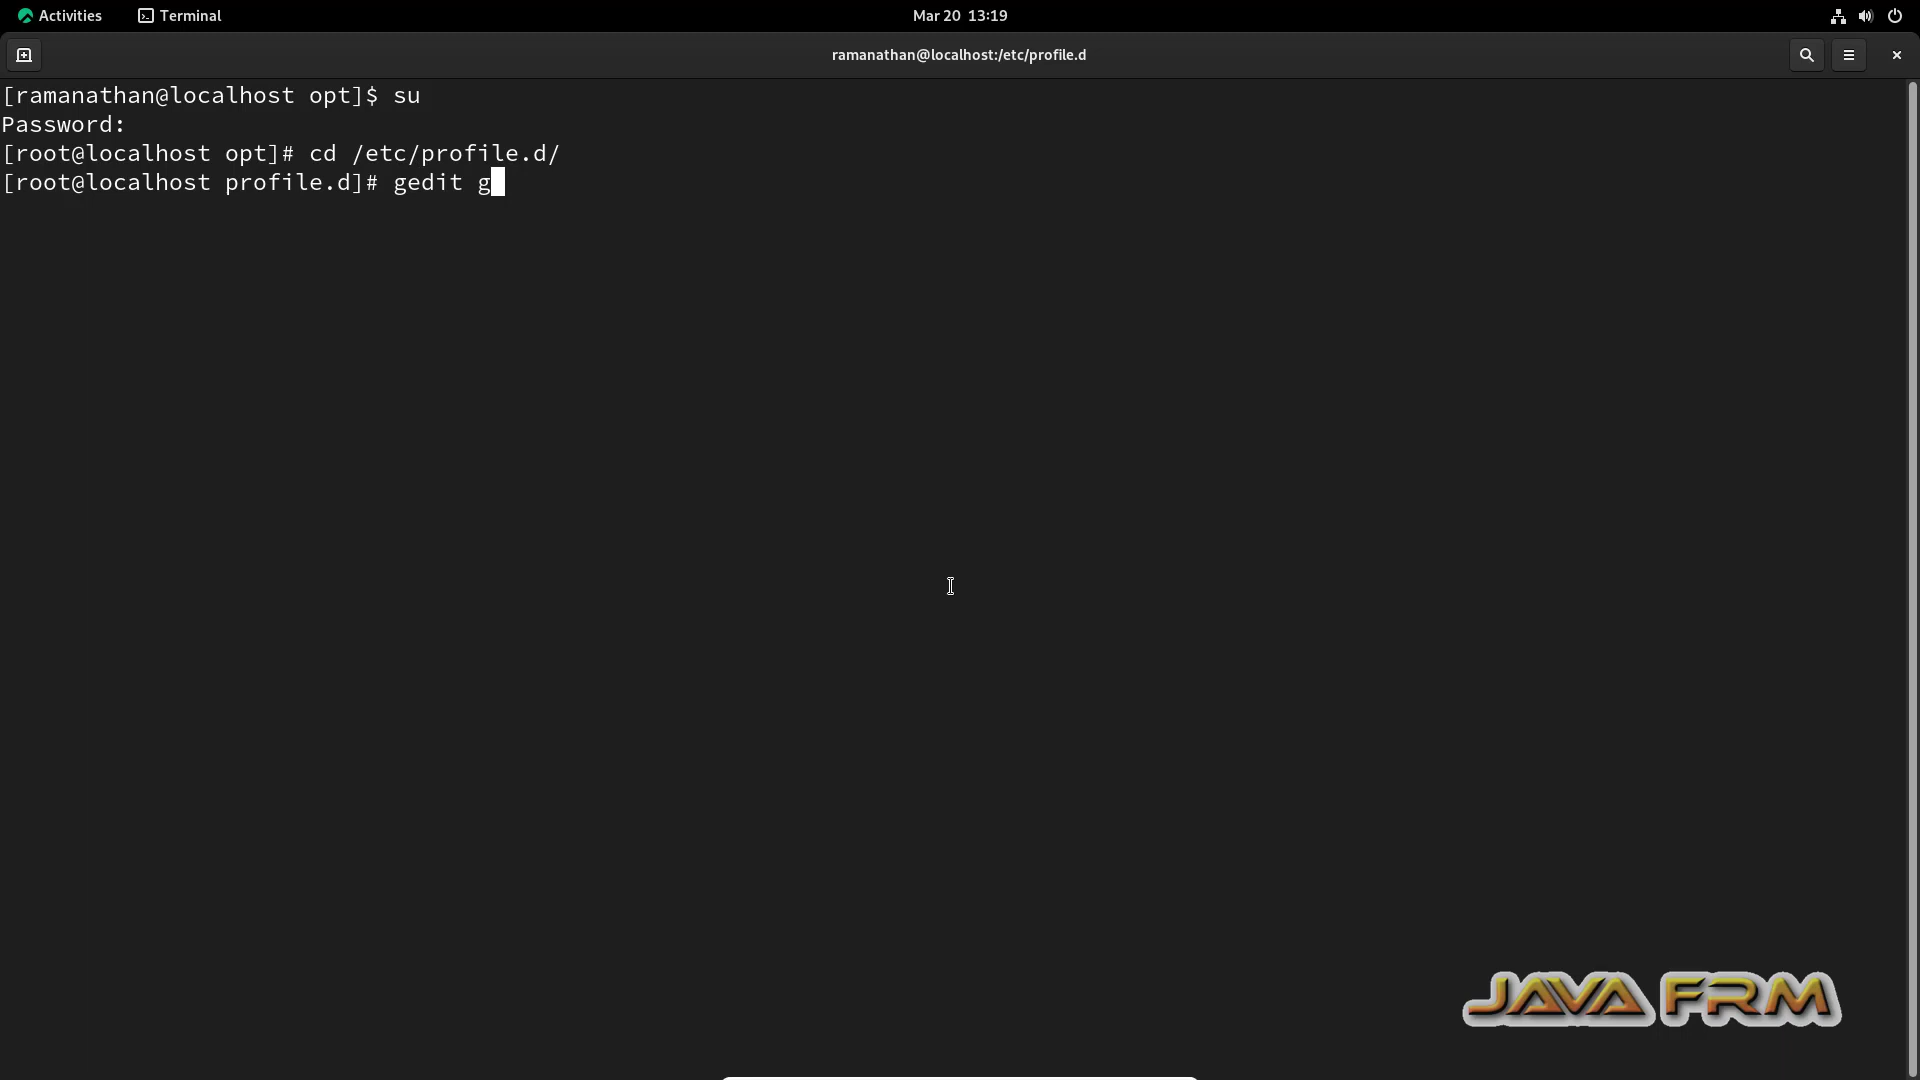 Activities Terminal Mar 20 13:19
ramanathan@localhost:/etc/profile.d
[ramanathan@localhost opt]$ su
Password:
[root@localhost opt]# cd /etc/profile.d/
[root@localhost profile.d]# gedit g
JAVA FRM